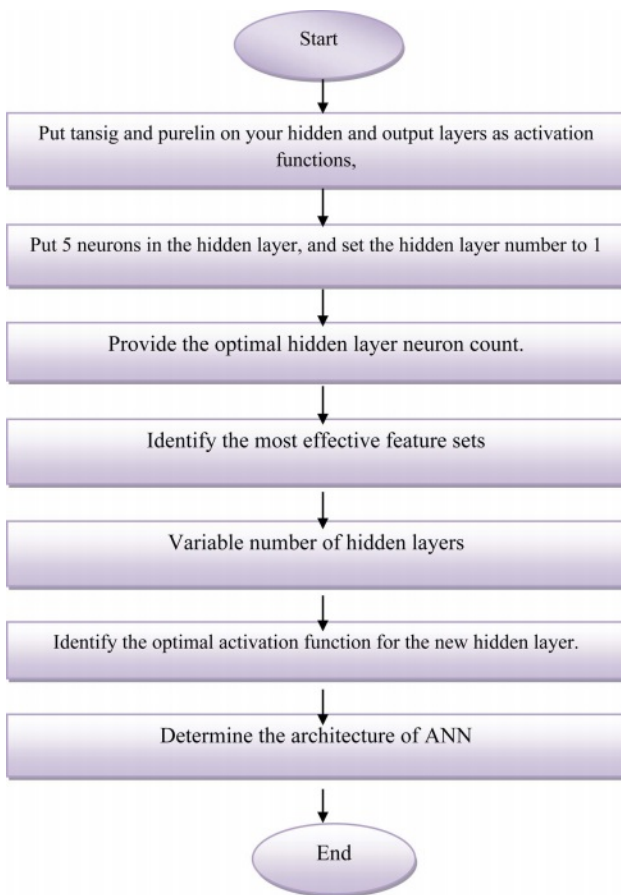 Start
Put tansig and purelin on your hidden and output layers as activation
functions,
Put 5 neurons in the hidden layer, and set the hidden layer number to 1
Provide the optimal hidden layer neuron count.
Identify the most effective feature sets
Variable number of hidden layers
Identify the optimal activation function for the new hidden layer.
Determine the architecture of ANN
End